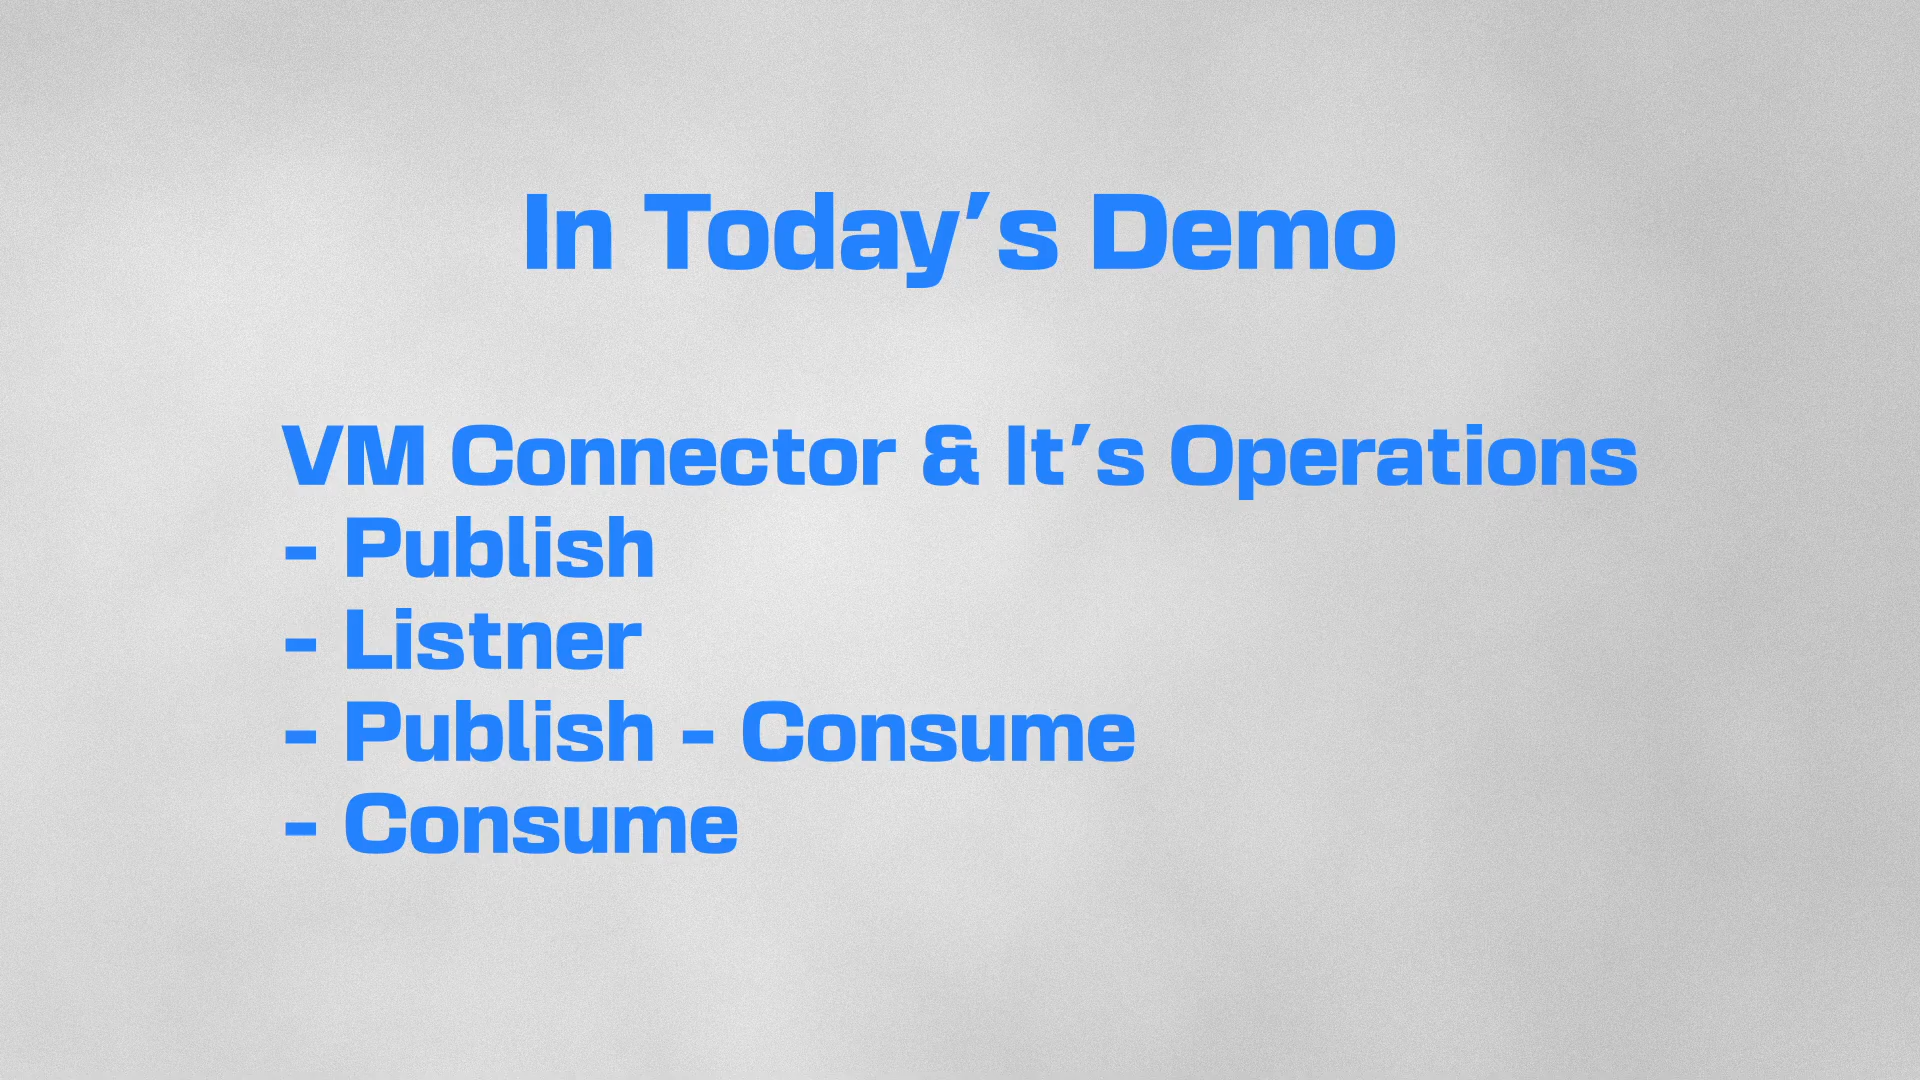 In Today's Demo
VM Connector & It's Operations
- Publish
- Listner
- Publish - Consume
- Consume